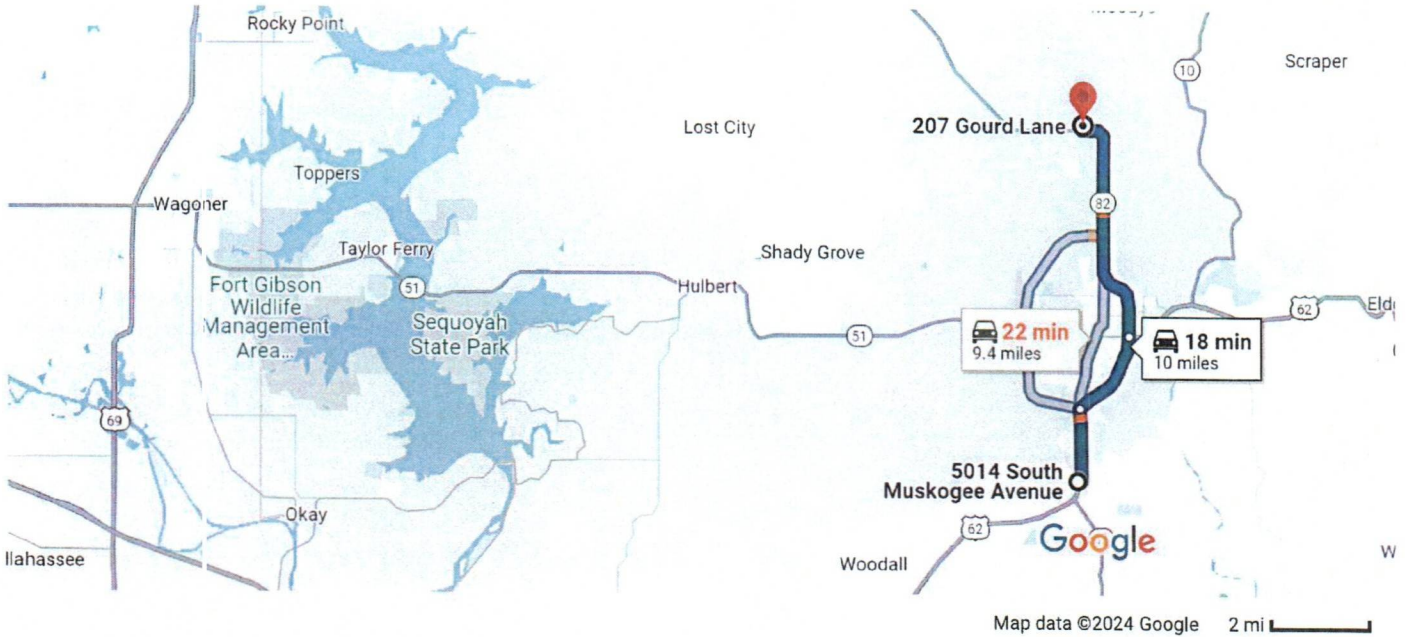 Rocky Point
10
Scraper
207 Gourd Lane
Lost City
Toppers
Wagoner
82
Taylor Ferry
Shady Grove
51
Hulbert
Fort Gibson
Wildlife
Management
Area...
Sequoyah
State Park
62
51
22 min
9.4 miles
18 min
10 miles
69
5014 South
Muskogee Avenue
Okay
62
Google
llahassee
Woodall
Map data ©2024 Google 2 mi